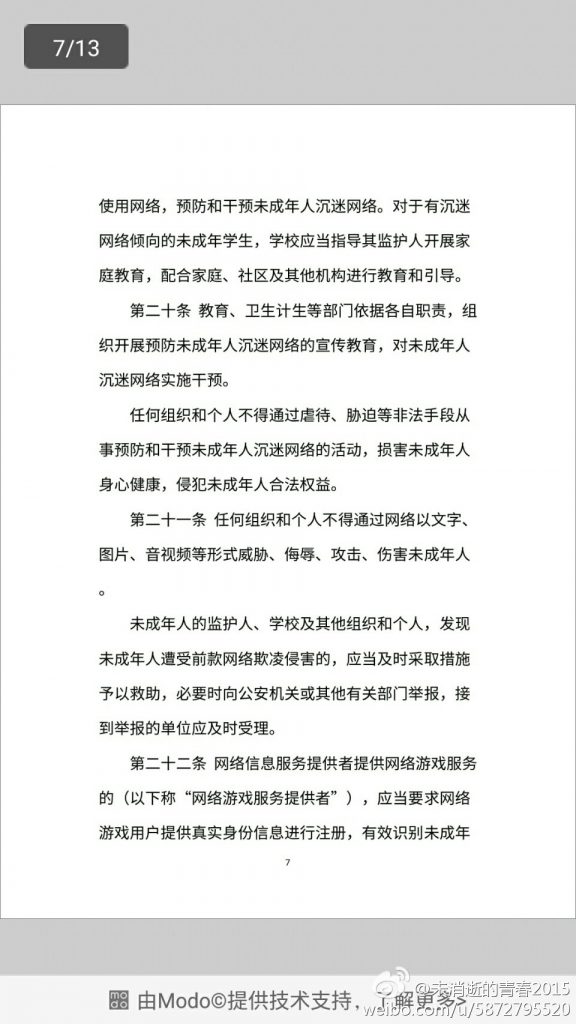 7/13
使用网络，预防和干预未成年人沉迷网络。对于有沉迷
网络倾向的未成年学生，学校应当指导其监护人开展家
庭教育，配合家庭、社区及其他机构进行教育和引导。
第二十条 教育、卫生计生等部门依据各自职责，组
织开展预防未成年人沉迷网络的宣传教育，对未成年人
沉迷网络实施干预。
任何组织和个人不得通过虐待、胁迫等非法手段从
事预防和干预未成年人沉迷网络的活动，损害未成年人
身心健康，侵犯未成年人合法权益。
第二十一条 任何组织和个人不得通过网络以文字、
图片、音视频等形式威胁、侮辱、攻击、伤害未成年人
。
未成年人的监护人、学校及其他组织和个人，发现
未成年人遭受前款网络欺凌侵害的，应当及时采取措施
予以救助，必要时向公安机关或其他有关部门举报，接
到举报的单位应及时受理。
第二十二条 网络信息服务提供者提供网络游戏服务
的（以下称“网络游戏服务提供者”），应当要求网络
游戏用户提供真实身份信息进行注册，有效识别未成年
7
modo 由Modo©提供技术支持，了解更多>
@未消逝的青春2015
weibo.com/u/5872795520